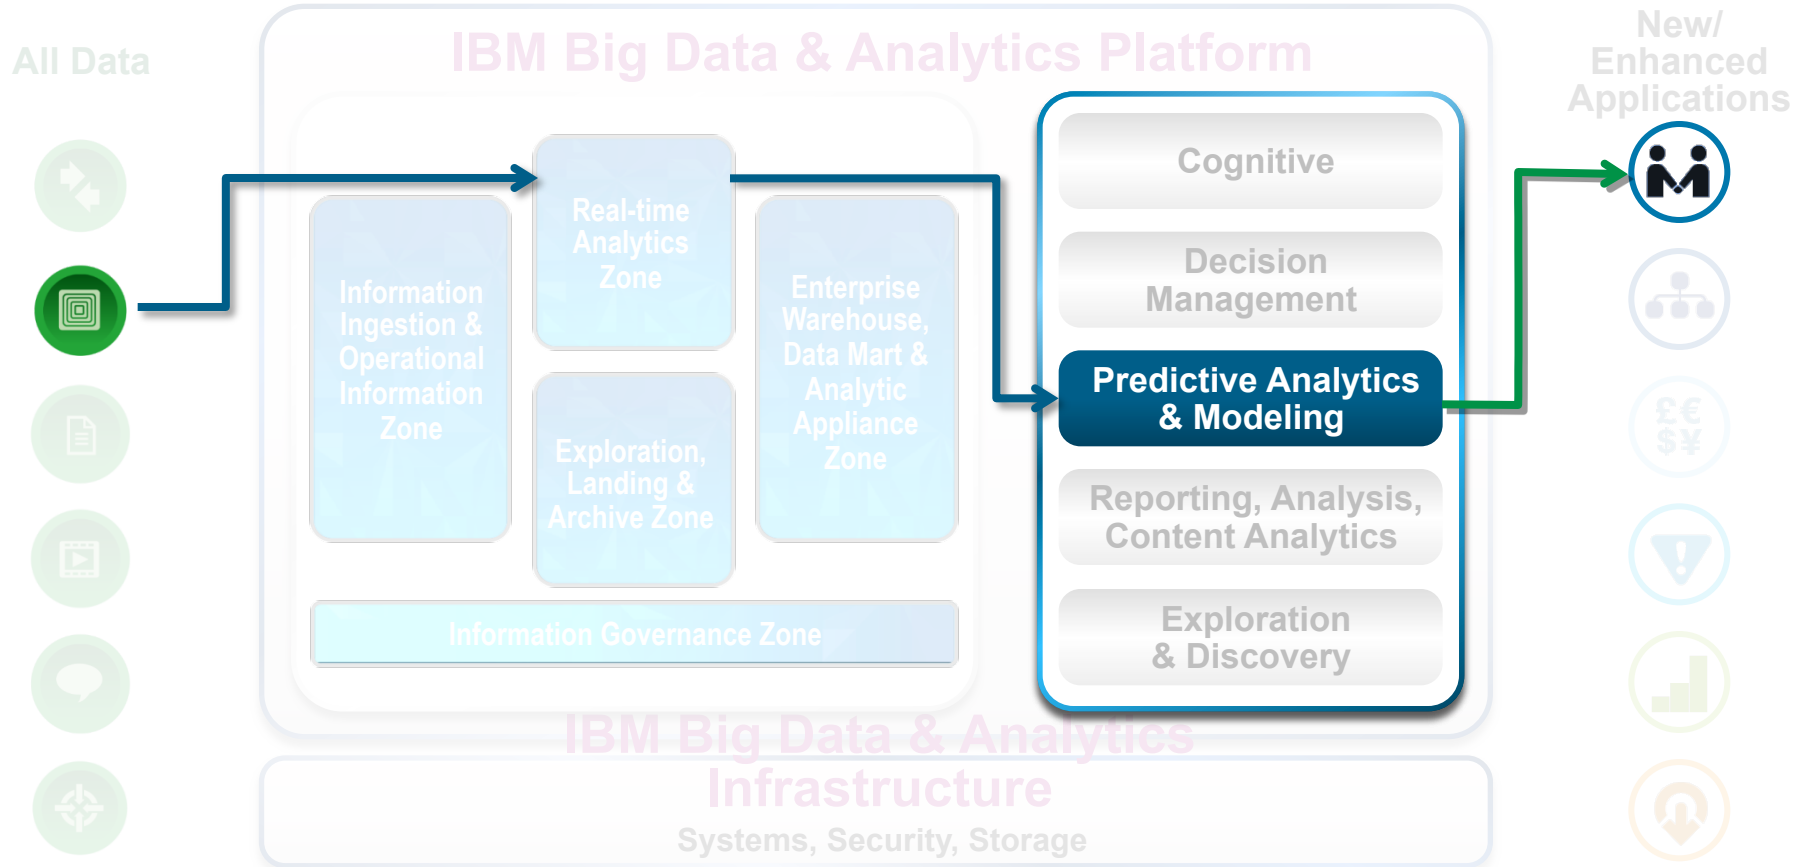 All Data
IBM Big Data & Analytics Platform
New/
Enhanced
Applications
Information
Ingestion &
Operational
Information
Zone
Real-time
Analytics
Zone
Exploration,
Landing &
Archive Zone
Enterprise
Warehouse,
Data Mart &
Analytic
Appliance
Zone
Information Governance Zone
Cognitive
Decision
Management
Predictive Analytics
& Modeling
Reporting, Analysis,
Content Analytics
Exploration
& Discovery
£€
$¥
!
IBM Big Data & Analytics
Infrastructure
Systems, Security, Storage